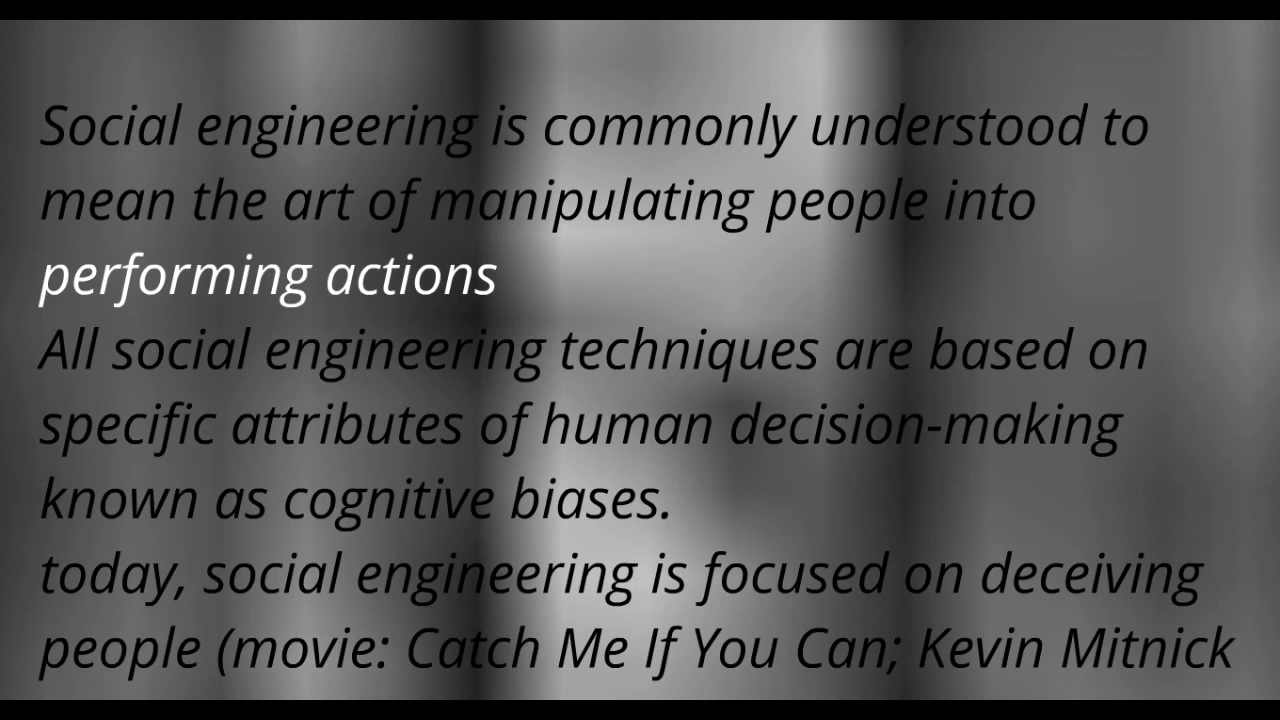 Social engineering is commonly understood to
mean the art of manipulating people into
performing actions
All social engineering techniques are based on
specific attributes of human decision-making
known as cognitive biases.
today, social engineering is focused on deceiving
people (movie: Catch Me If You Can; Kevin Mitnick